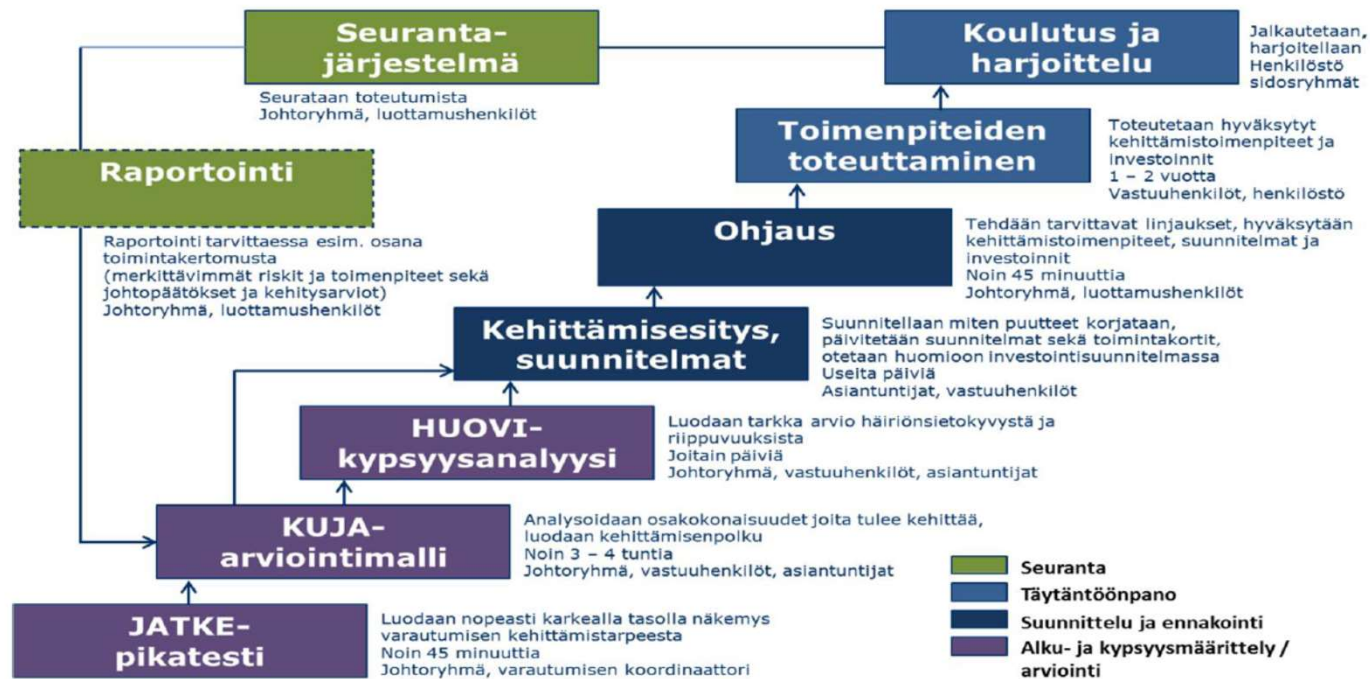 Seuranta-
järjestelmä
Seurataan toteutumista
Johtoryhmä, luottamushenkilöt
Koulutus ja
harjoittelu
Jalkautetaan,
harjoitellaan
Henkilöstö
sidosryhmät
Toimenpiteiden
toteuttaminen
Toteutetaan hyväksytyt
kehittämistoimenpiteet ja
investoinnit
1 – 2 vuotta
Vastuuhenkilöt, henkilöstö
Raportointi
Raportointi tarvittaessa esim. osana
toimintakertomusta
(merkittävimmät riskit ja toimenpiteet sekä
johtopäätökset ja kehitysarviot)
Johtoryhmä, luottamushenkilöt
Ohjaus
Tehdään tarvittavat linjaukset, hyväksytään
kehittämistoimenpiteet, suunnitelmat ja
investoinnit
Noin 45 minuuttia
Johtoryhmä, luottamushenkilöt
Kehittämisesitys,
suunnitelmat
Suunnitellaan miten puutteet korjataan,
päivitetään suunnitelmat sekä toimintakortit,
otetaan huomioon investointisuunnitelmassa
Useita päiviä
Asiantuntijat, vastuuhenkilöt
HUOVI-
kypsyysanalyysi
Luodaan tarkka arvio häiriönsietokyvystä ja
riippuvuuksista
Joitain päiviä
Johtoryhmä, vastuuhenkilöt, asiantuntijat
KUJA-
arviointimalli
Analysoidaan osakokonaisuudet joita tulee kehittää,
luodaan kehittämisenpolku
Noin 3 – 4 tuntia
Johtoryhmä, vastuuhenkilöt, asiantuntijat
JATKE-
pikatesti
Luodaan nopeasti karkealla tasolla näkemys
varautumisen kehittämistarpeesta
Noin 45 minuuttia
Johtoryhmä, varautumisen koordinaattori
Seuranta
Täytäntöönpano
Suunnittelu ja ennakointi
Alku- ja kypsyysmäärittely /
arviointi